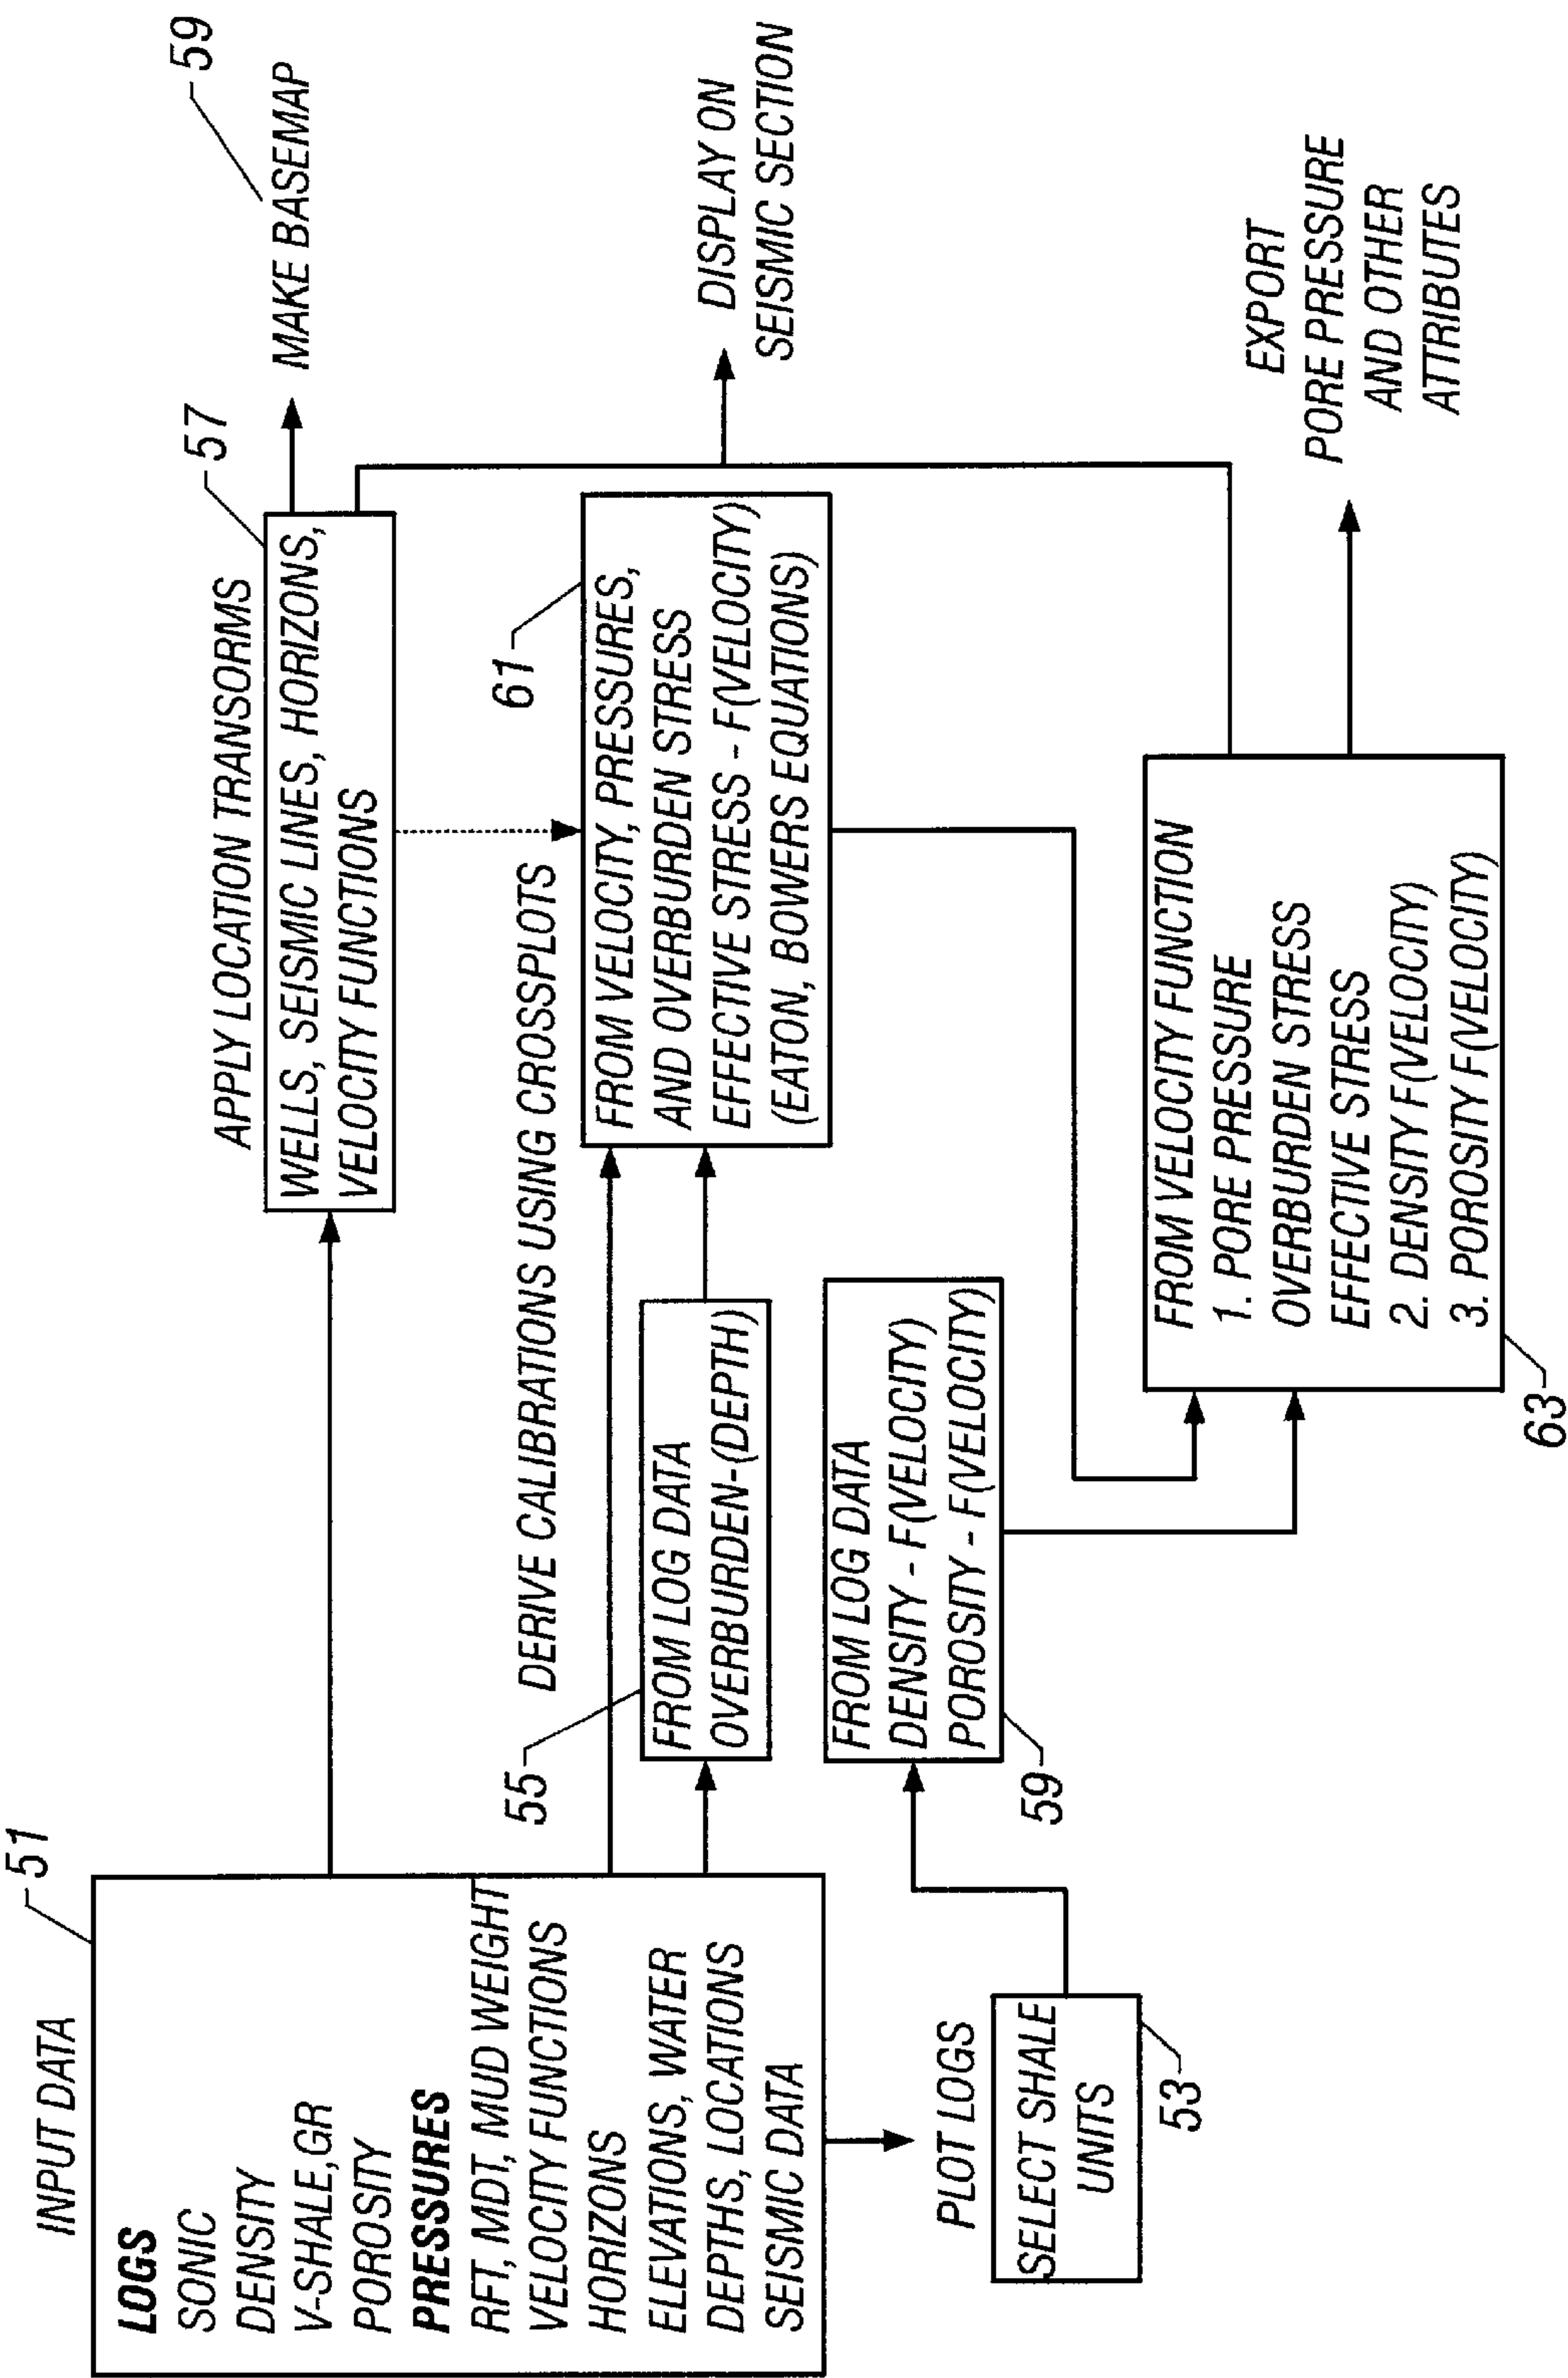 INPUT DATA
51
LOGS
SONIC
DENSITY
V-SHALE,GR
POROSITY
PRESSURES
RFT, MDT, MUD WEIGHT
VELOCITY FUNCTIONS
HORIZONS
ELEVATIONS, WATER
DEPTHS, LOCATIONS
SEISMIC DATA
PLOT LOGS
SELECT SHALE
UNITS
53
APPLY LOCATION TRANSORMS
57
WELLS, SEISMIC LINES, HORIZONS,
VELOCITY FUNCTIONS
59
MAKE BASEMAP
DERIVE CALIBRATIONS USING CROSSPLOTS
55
FROM LOG DATA
OVERBURDEN-(DEPTH)
61
FROM VELOCITY, PRESSURES,
AND OVERBURDEN STRESS
EFFECTIVE STRESS - F(VELOCITY)
(EATON, BOWERS EQUATIONS)
DISPLAY ON
SEISMIC SECTION
FROM LOG DATA
DENSITY - F(VELOCITY)
POROSITY - F(VELOCITY)
59
FROM VELOCITY FUNCTION
1. PORE PRESSURE
OVERBURDEN STRESS
EFFECTIVE STRESS
2. DENSITY F(VELOCITY)
3. POROSITY F(VELOCITY)
63
EXPORT
PORE PRESSURE
AND OTHER
ATTRIBUTES